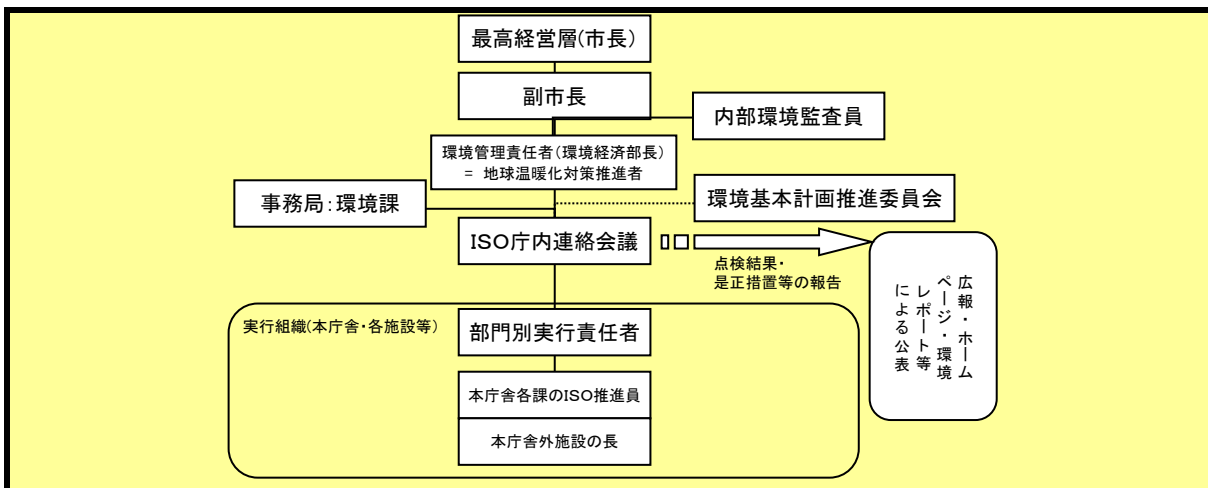 最高経営層(市長)
副市長
内部環境監査員
環境管理責任者(環境経済部長)
= 地球温暖化対策推進者
事務局:環境課
環境基本計画推進委員会
ISO庁内連絡会議
点検結果・
是正措置等の報告
広報・ホーム
ページ・環境
レポート等
による公表
実行組織(本庁舎・各施設等)
部門別実行責任者
本庁舎各課のISO推進員
本庁舎外施設の長